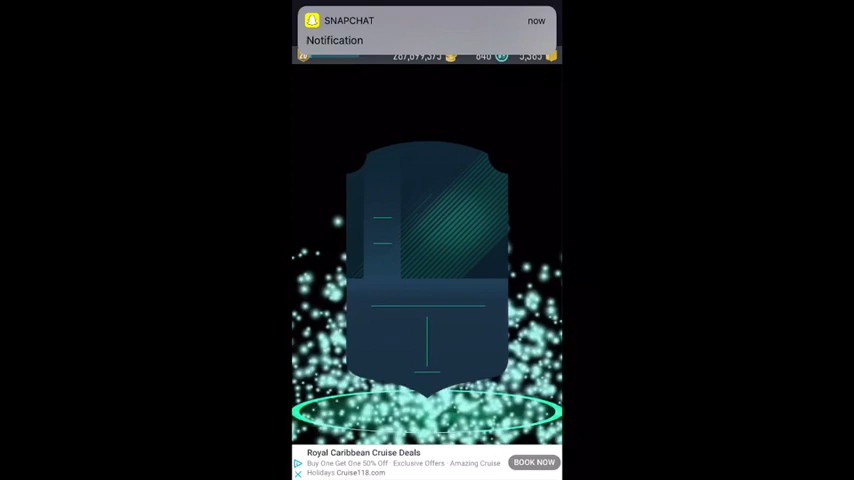 SNAPCHAT now
Notification
840
Royal Caribbean Cruise Deals
Buy One Get One 50% Off · Exclusive Offers · Amazing Cruise
Holidays Cruise118.com
BOOK NOW